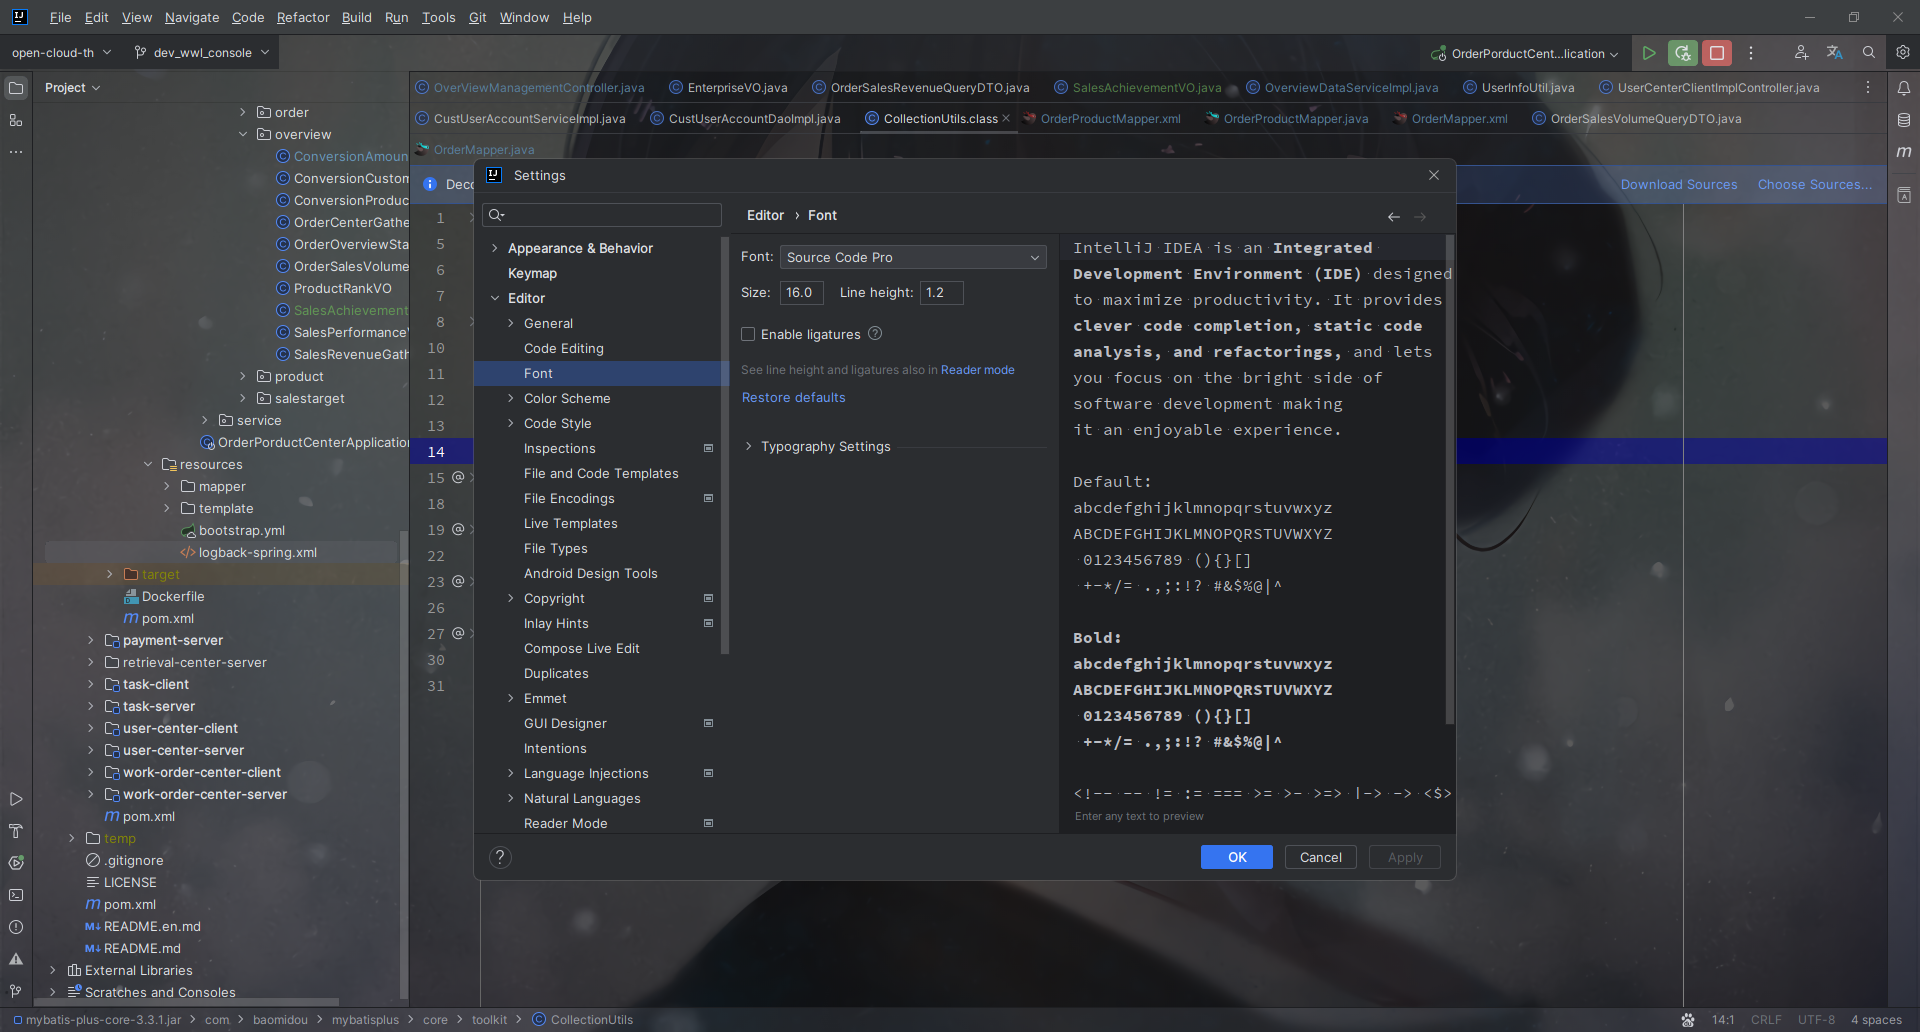 File Edit View Navigate Code Refactor Build Run Tools Git Window Help
open-cloud-th dev_wwl_console OrderPorductCent...lication
Project
OverViewManagementController.java EnterpriseVO.java OrderSalesRevenueQueryDTO.java SalesAchievementVO.java OverviewDataServiceImpl.java UserInfoUtil.java UserCenterClientImplController.java
CustUserAccountServiceImpl.java CustUserAccountDaoImpl.java CollectionUtils.class OrderProductMapper.xml OrderProductMapper.java OrderMapper.xml OrderSalesVolumeQueryDTO.java
OrderMapper.java
Deco Download Sources Choose Sources...
order
overview
ConversionAmoun
ConversionCustom
ConversionProduc
OrderCenterGathe
OrderOverviewSta
OrderSalesVolume
ProductRankVO
SalesAchievement
SalesPerformance
SalesRevenueGath
product
salestarget
service
OrderPorductCenterApplication
resources
mapper
template
bootstrap.yml
logback-spring.xml
target
Dockerfile
pom.xml
payment-server
retrieval-center-server
task-client
task-server
user-center-client
user-center-server
work-order-center-client
work-order-center-server
pom.xml
temp
.gitignore
LICENSE
pom.xml
README.en.md
README.md
External Libraries
Scratches and Consoles
1
5
6
7
8
10
11
12
13
14
15 @
18
19 @
22
23 @
26
27 @
30
31
Settings
Appearance & Behavior
Keymap
Editor
General
Code Editing
Font
Color Scheme
Code Style
Inspections
File and Code Templates
File Encodings
Live Templates
File Types
Android Design Tools
Copyright
Inlay Hints
Compose Live Edit
Duplicates
Emmet
GUI Designer
Intentions
Language Injections
Natural Languages
Reader Mode
Editor › Font
Font: Source Code Pro
Size: 16.0 Line height: 1.2
Enable ligatures ?
See line height and ligatures also in Reader mode
Restore defaults
Typography Settings
IntelliJ IDEA is an Integrated
Development Environment (IDE) designed
to maximize productivity. It provides
clever code completion, static code
analysis, and refactorings, and lets
you focus on the bright side of
software development making
it an enjoyable experience.
Default:
abcdefghijklmnopqrstuvwxyz
ABCDEFGHIJKLMNOPQRSTUVWXYZ
0123456789 (){}[]
+-*/= .,;:!? #&$%@|^
Bold:
abcdefghijklmnopqrstuvwxyz
ABCDEFGHIJKLMNOPQRSTUVWXYZ
0123456789 (){}[]
+-*/= .,;:!? #&$%@|^
<!-- -- != := === >= >- >=> |-> -> <$>
Enter any text to preview
? OK Cancel Apply
mybatis-plus-core-3.3.1.jar com baomidou mybatisplus core toolkit CollectionUtils 14:1 CRLF UTF-8 4 spaces